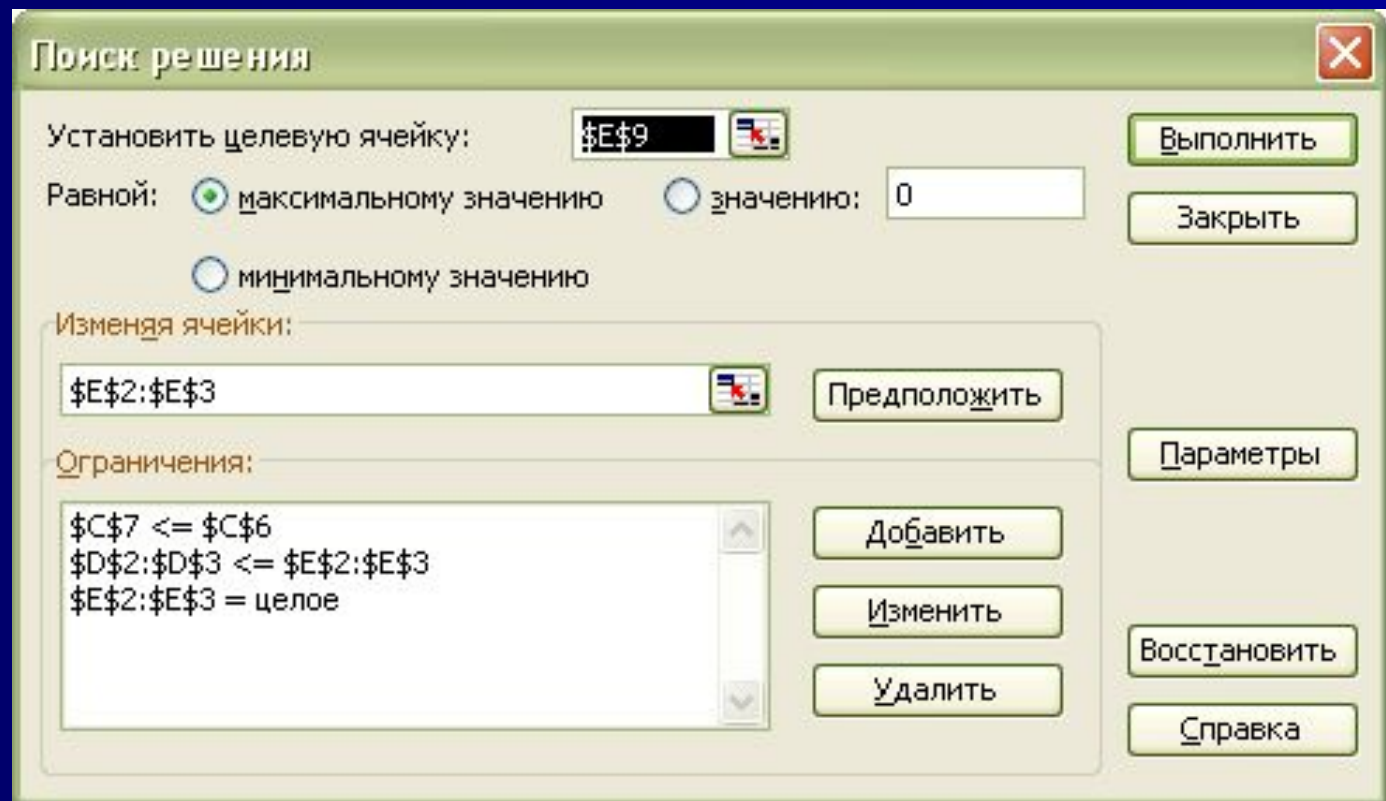 Поиск решения
Установить целевую ячейку: $E$9
Выполнить
Равной: максимальному значению значению: 0
Закрыть
минимальному значению
Изменяя ячейки:
$E$2:$E$3
Предположить
Параметры
Ограничения:
$C$7 <= $C$6
$D$2:$D$3 <= $E$2:$E$3
$E$2:$E$3 = целое
Добавить
Изменить
Удалить
Восстановить
Справка